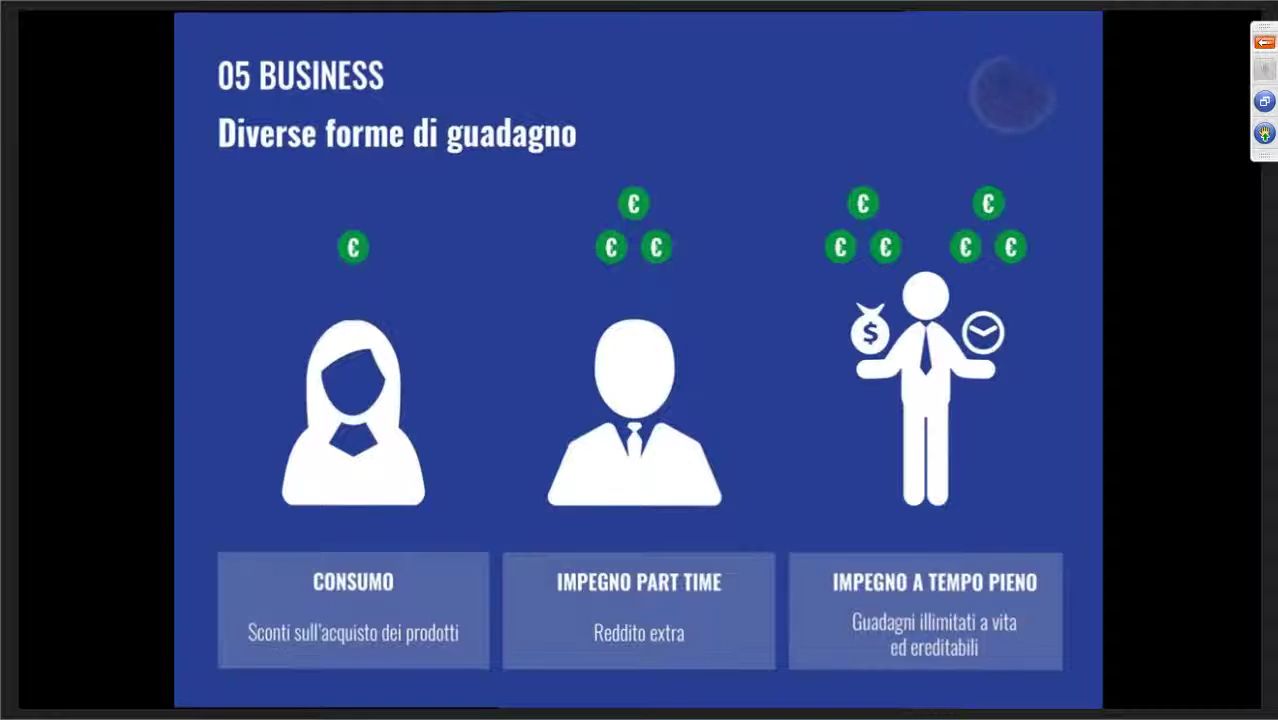 05 BUSINESS
Diverse forme di guadagno
€
€
€ €
€ €
€ € € €
$
CONSUMO
Sconti sull'acquisto dei prodotti
IMPEGNO PART TIME
Reddito extra
IMPEGNO A TEMPO PIENO
Guadagni illimitati a vita
ed ereditabili